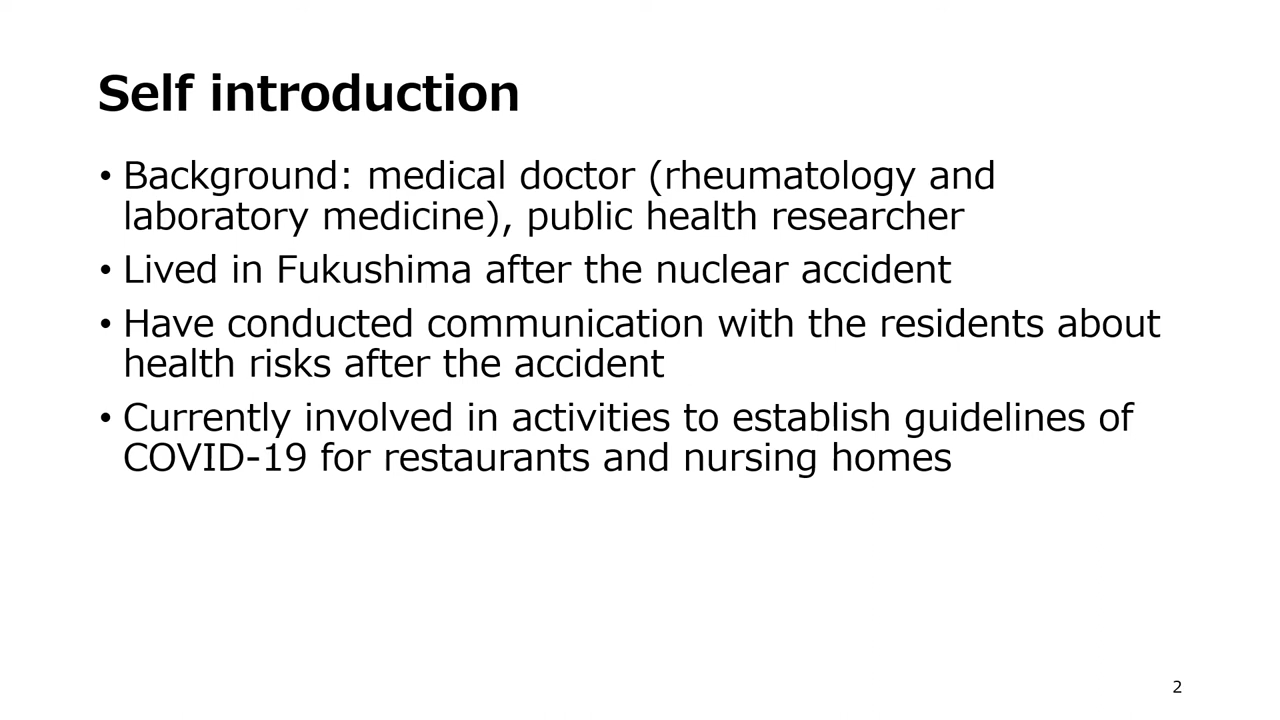 Self introduction
• Background: medical doctor (rheumatology and
laboratory medicine), public health researcher
• Lived in Fukushima after the nuclear accident
• Have conducted communication with the residents about
health risks after the accident
• Currently involved in activities to establish guidelines of
COVID-19 for restaurants and nursing homes
2